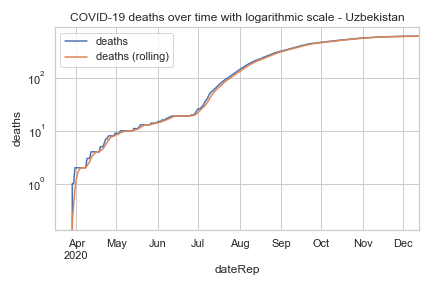 COVID-19 deaths over time with logarithmic scale - Uzbekistan
deaths
deaths (rolling)
deaths
10²
10¹
10⁰
Apr May Jun Jul Aug Sep Oct Nov Dec
2020
dateRep